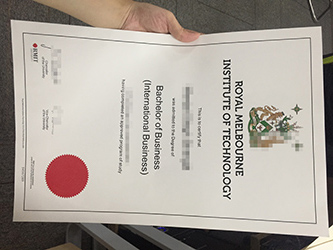 ROYAL MELBOURNE
INSTITUTE OF TECHNOLOGY
This is to certify that
was admitted to the Degree of
Bachelor of Business
(International Business)
having completed an approved program of study
RMIT